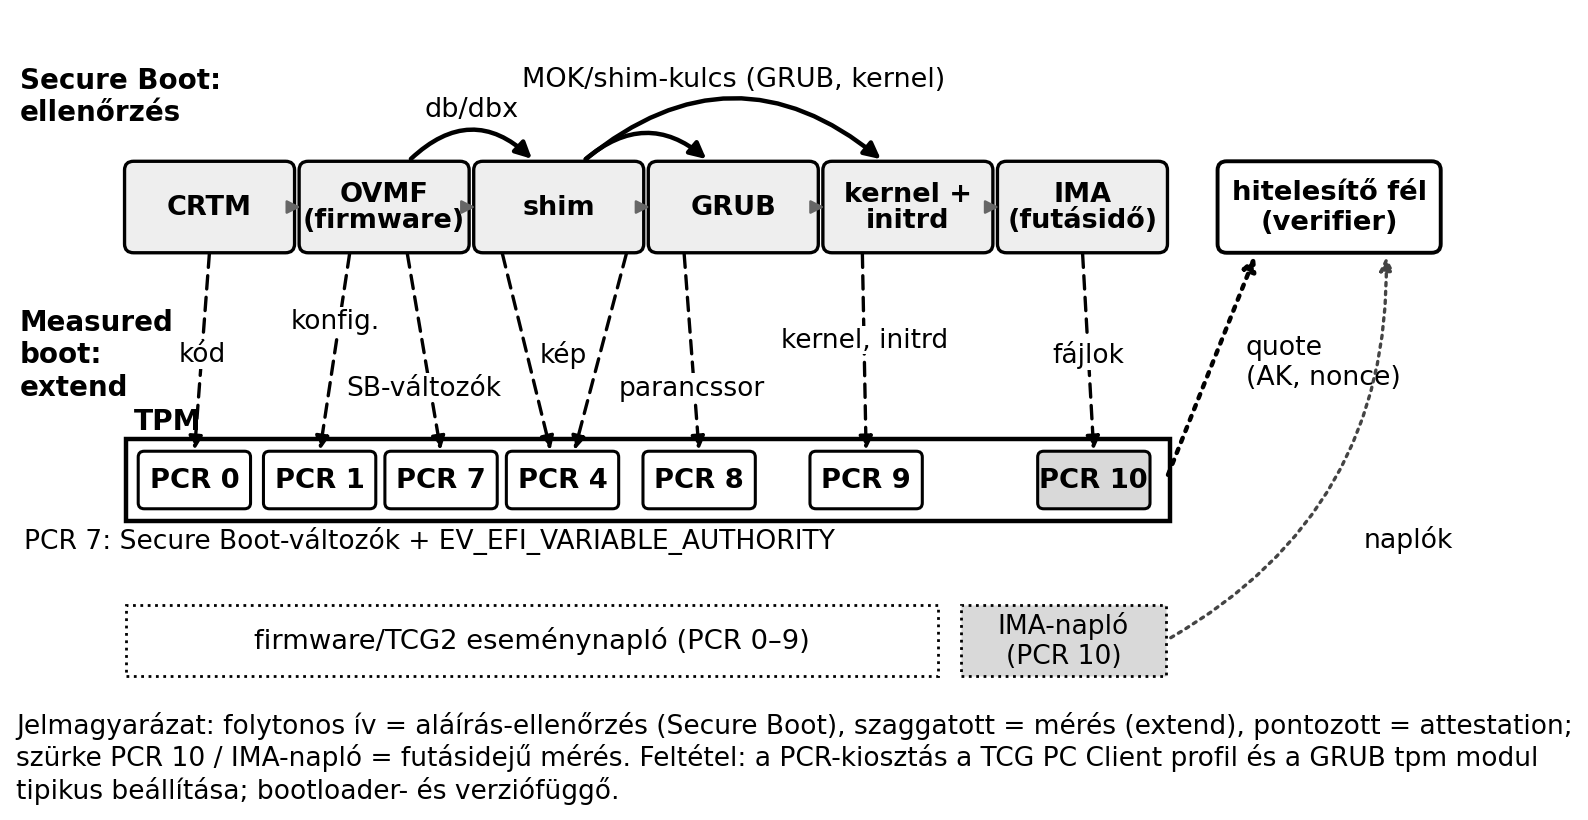 Secure Boot:
ellenőrzés
MOK/shim-kulcs (GRUB, kernel)
db/dbx
CRTM
OVMF
(firmware)
shim
GRUB
kernel +
initrd
IMA
(futásidő)
hitelesítő fél
(verifier)
Measured
boot:
extend
kód
konfig.
SB-változók
kép
parancssor
kernel, initrd
fájlok
quote
(AK, nonce)
TPM
PCR 0
PCR 1
PCR 7
PCR 4
PCR 8
PCR 9
PCR 10
PCR 7: Secure Boot-változók + EV_EFI_VARIABLE_AUTHORITY
naplók
firmware/TCG2 eseménynapló (PCR 0–9)
IMA-napló
(PCR 10)
Jelmagyarázat: folytonos ív = aláírás-ellenőrzés (Secure Boot), szaggatott = mérés (extend), pontozott = attestation;
szürke PCR 10 / IMA-napló = futásidejű mérés. Feltétel: a PCR-kiosztás a TCG PC Client profil és a GRUB tpm modul
tipikus beállítása; bootloader- és verziófüggő.